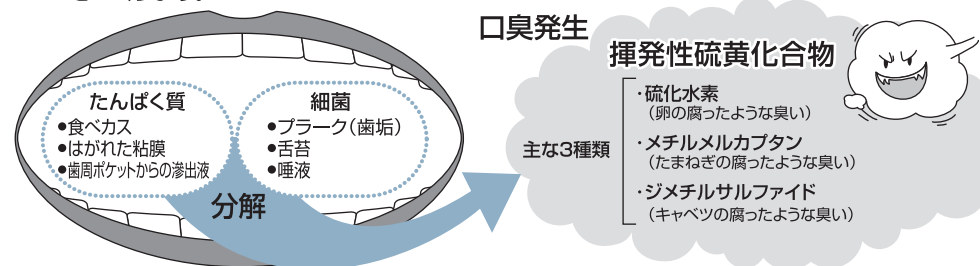 たんぱく質
●食べカス
●はがれた粘膜
●歯周ポケットからの滲出液
細菌
●プラーク（歯垢）
●舌苔
●唾液
分解
口臭発生
揮発性硫黄化合物
主な3種類
・硫化水素
（卵の腐ったような臭い）
・メチルメルカプタン
（たまねぎの腐ったような臭い）
・ジメチルサルファイド
（キャベツの腐ったような臭い）